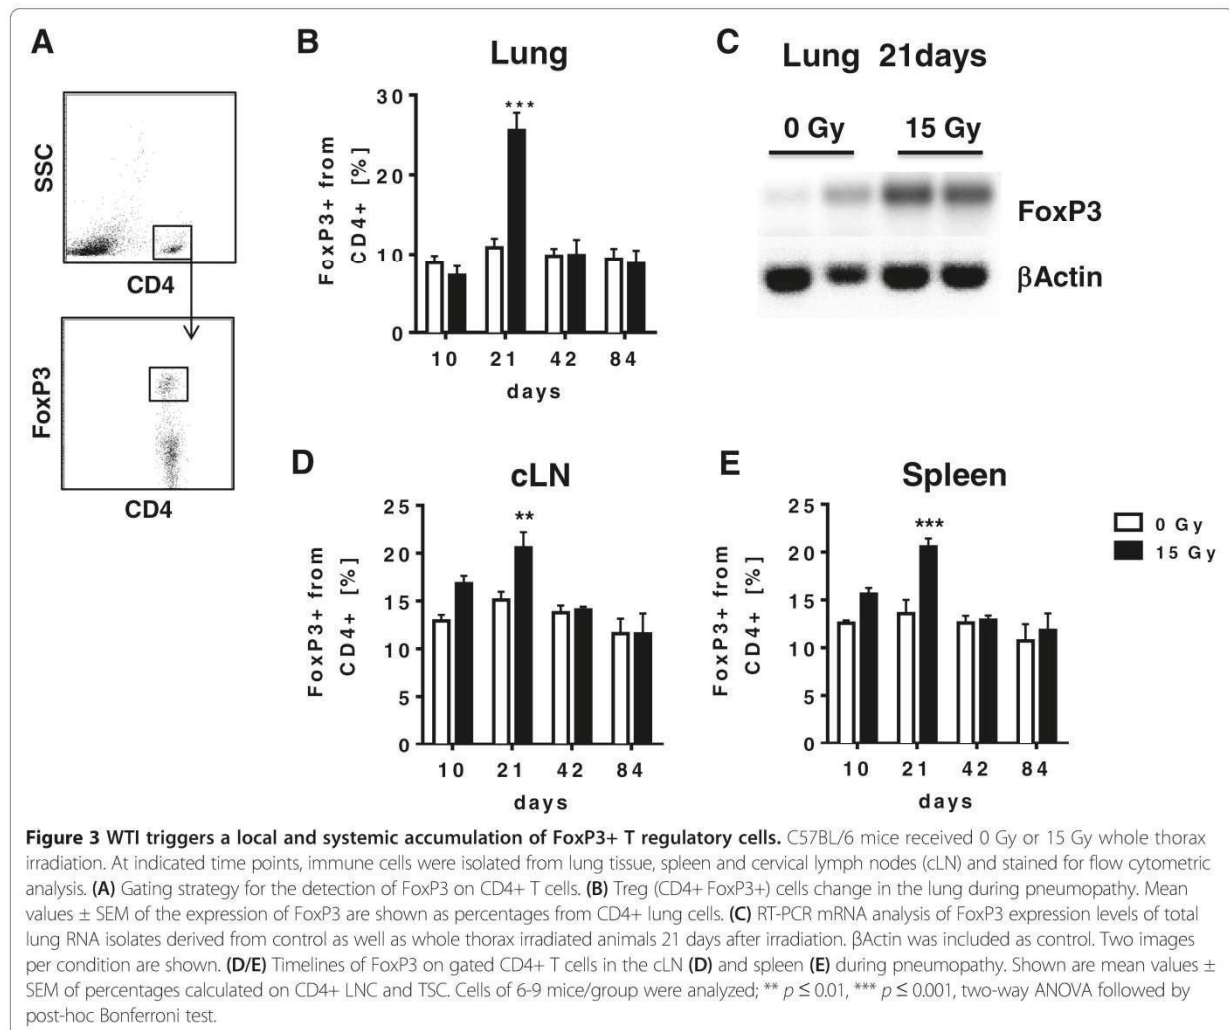 A
SSC
CD4
FoxP3
CD4
B
Lung
FoxP3+ from
CD4+ [%]
30
20
10
0
10 21 42 84
days
***
C
Lung 21days
0 Gy 15 Gy
FoxP3
βActin
D
cLN
FoxP3+ from
CD4+ [%]
25
20
15
10
5
0
10 21 42 84
days
**
E
Spleen
FoxP3+ from
CD4+ [%]
25
20
15
10
5
0
10 21 42 84
days
***
0 Gy
15 Gy
Figure 3 WTI triggers a local and systemic accumulation of FoxP3+ T regulatory cells. C57BL/6 mice received 0 Gy or 15 Gy whole thorax
irradiation. At indicated time points, immune cells were isolated from lung tissue, spleen and cervical lymph nodes (cLN) and stained for flow cytometric
analysis. (A) Gating strategy for the detection of FoxP3 on CD4+ T cells. (B) Treg (CD4+ FoxP3+) cells change in the lung during pneumopathy. Mean
values ± SEM of the expression of FoxP3 are shown as percentages from CD4+ lung cells. (C) RT-PCR mRNA analysis of FoxP3 expression levels of total
lung RNA isolates derived from control as well as whole thorax irradiated animals 21 days after irradiation. βActin was included as control. Two images
per condition are shown. (D/E) Timelines of FoxP3 on gated CD4+ T cells in the cLN (D) and spleen (E) during pneumopathy. Shown are mean values ±
SEM of percentages calculated on CD4+ LNC and TSC. Cells of 6-9 mice/group were analyzed; ** p ≤ 0.01, *** p ≤ 0.001, two-way ANOVA followed by
post-hoc Bonferroni test.